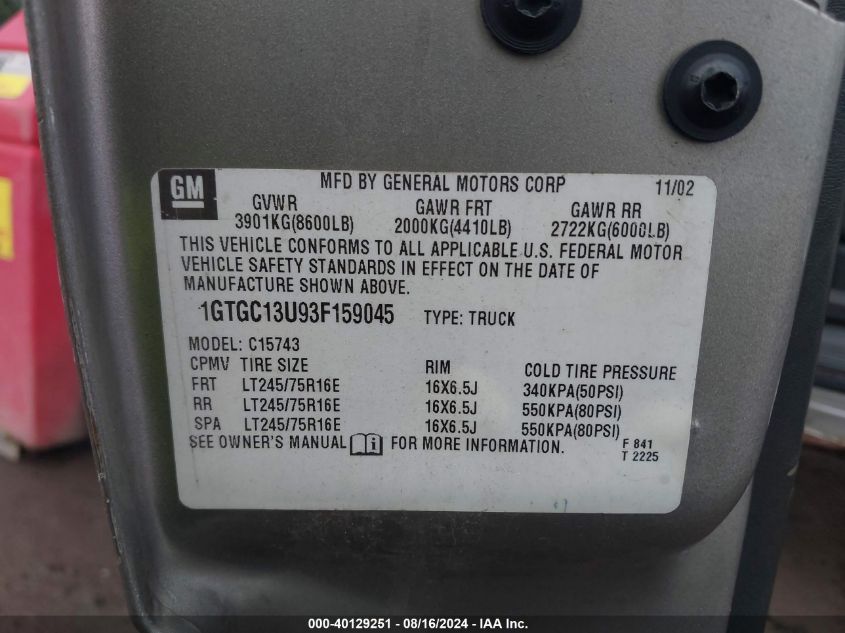 GM
MFD BY GENERAL MOTORS CORP 11/02
GVWR GAWR FRT GAWR RR
3901KG(8600LB) 2000KG(4410LB) 2722KG(6000LB)
THIS VEHICLE CONFORMS TO ALL APPLICABLE U.S. FEDERAL MOTOR
VEHICLE SAFETY STANDARDS IN EFFECT ON THE DATE OF
MANUFACTURE SHOWN ABOVE.
1GTGC13U93F159045 TYPE: TRUCK
MODEL: C15743
CPMV TIRE SIZE RIM COLD TIRE PRESSURE
FRT LT245/75R16E 16X6.5J 340KPA(50PSI)
RR LT245/75R16E 16X6.5J 550KPA(80PSI)
SPA LT245/75R16E 16X6.5J 550KPA(80PSI)
SEE OWNER'S MANUAL i FOR MORE INFORMATION.
F 841
T 2225
000-40129251 - 08/16/2024 - IAA Inc.